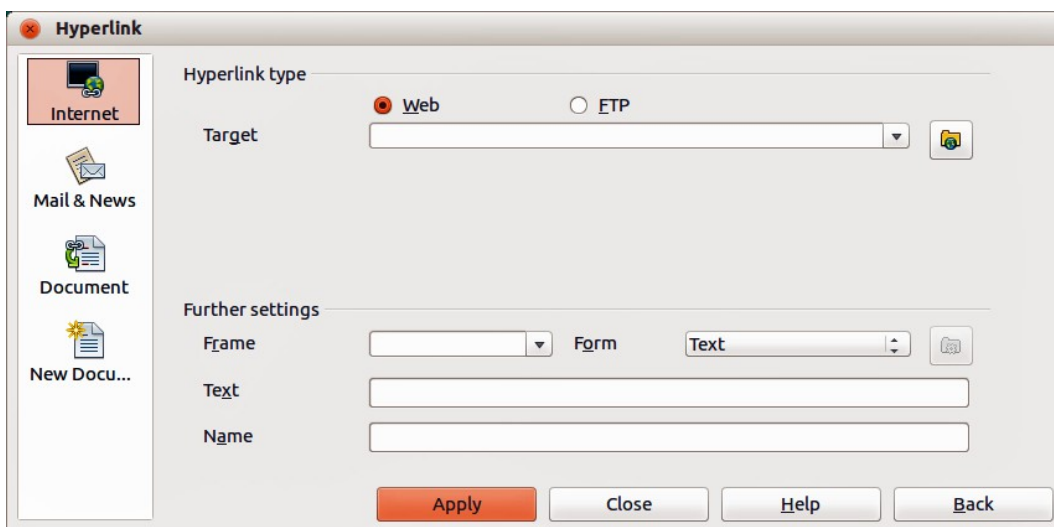 Hyperlink
Internet
Mail & News
Document
New Docu...
Hyperlink type
Web FTP
Target
Further settings
Frame Form Text
Text
Name
Apply Close Help Back